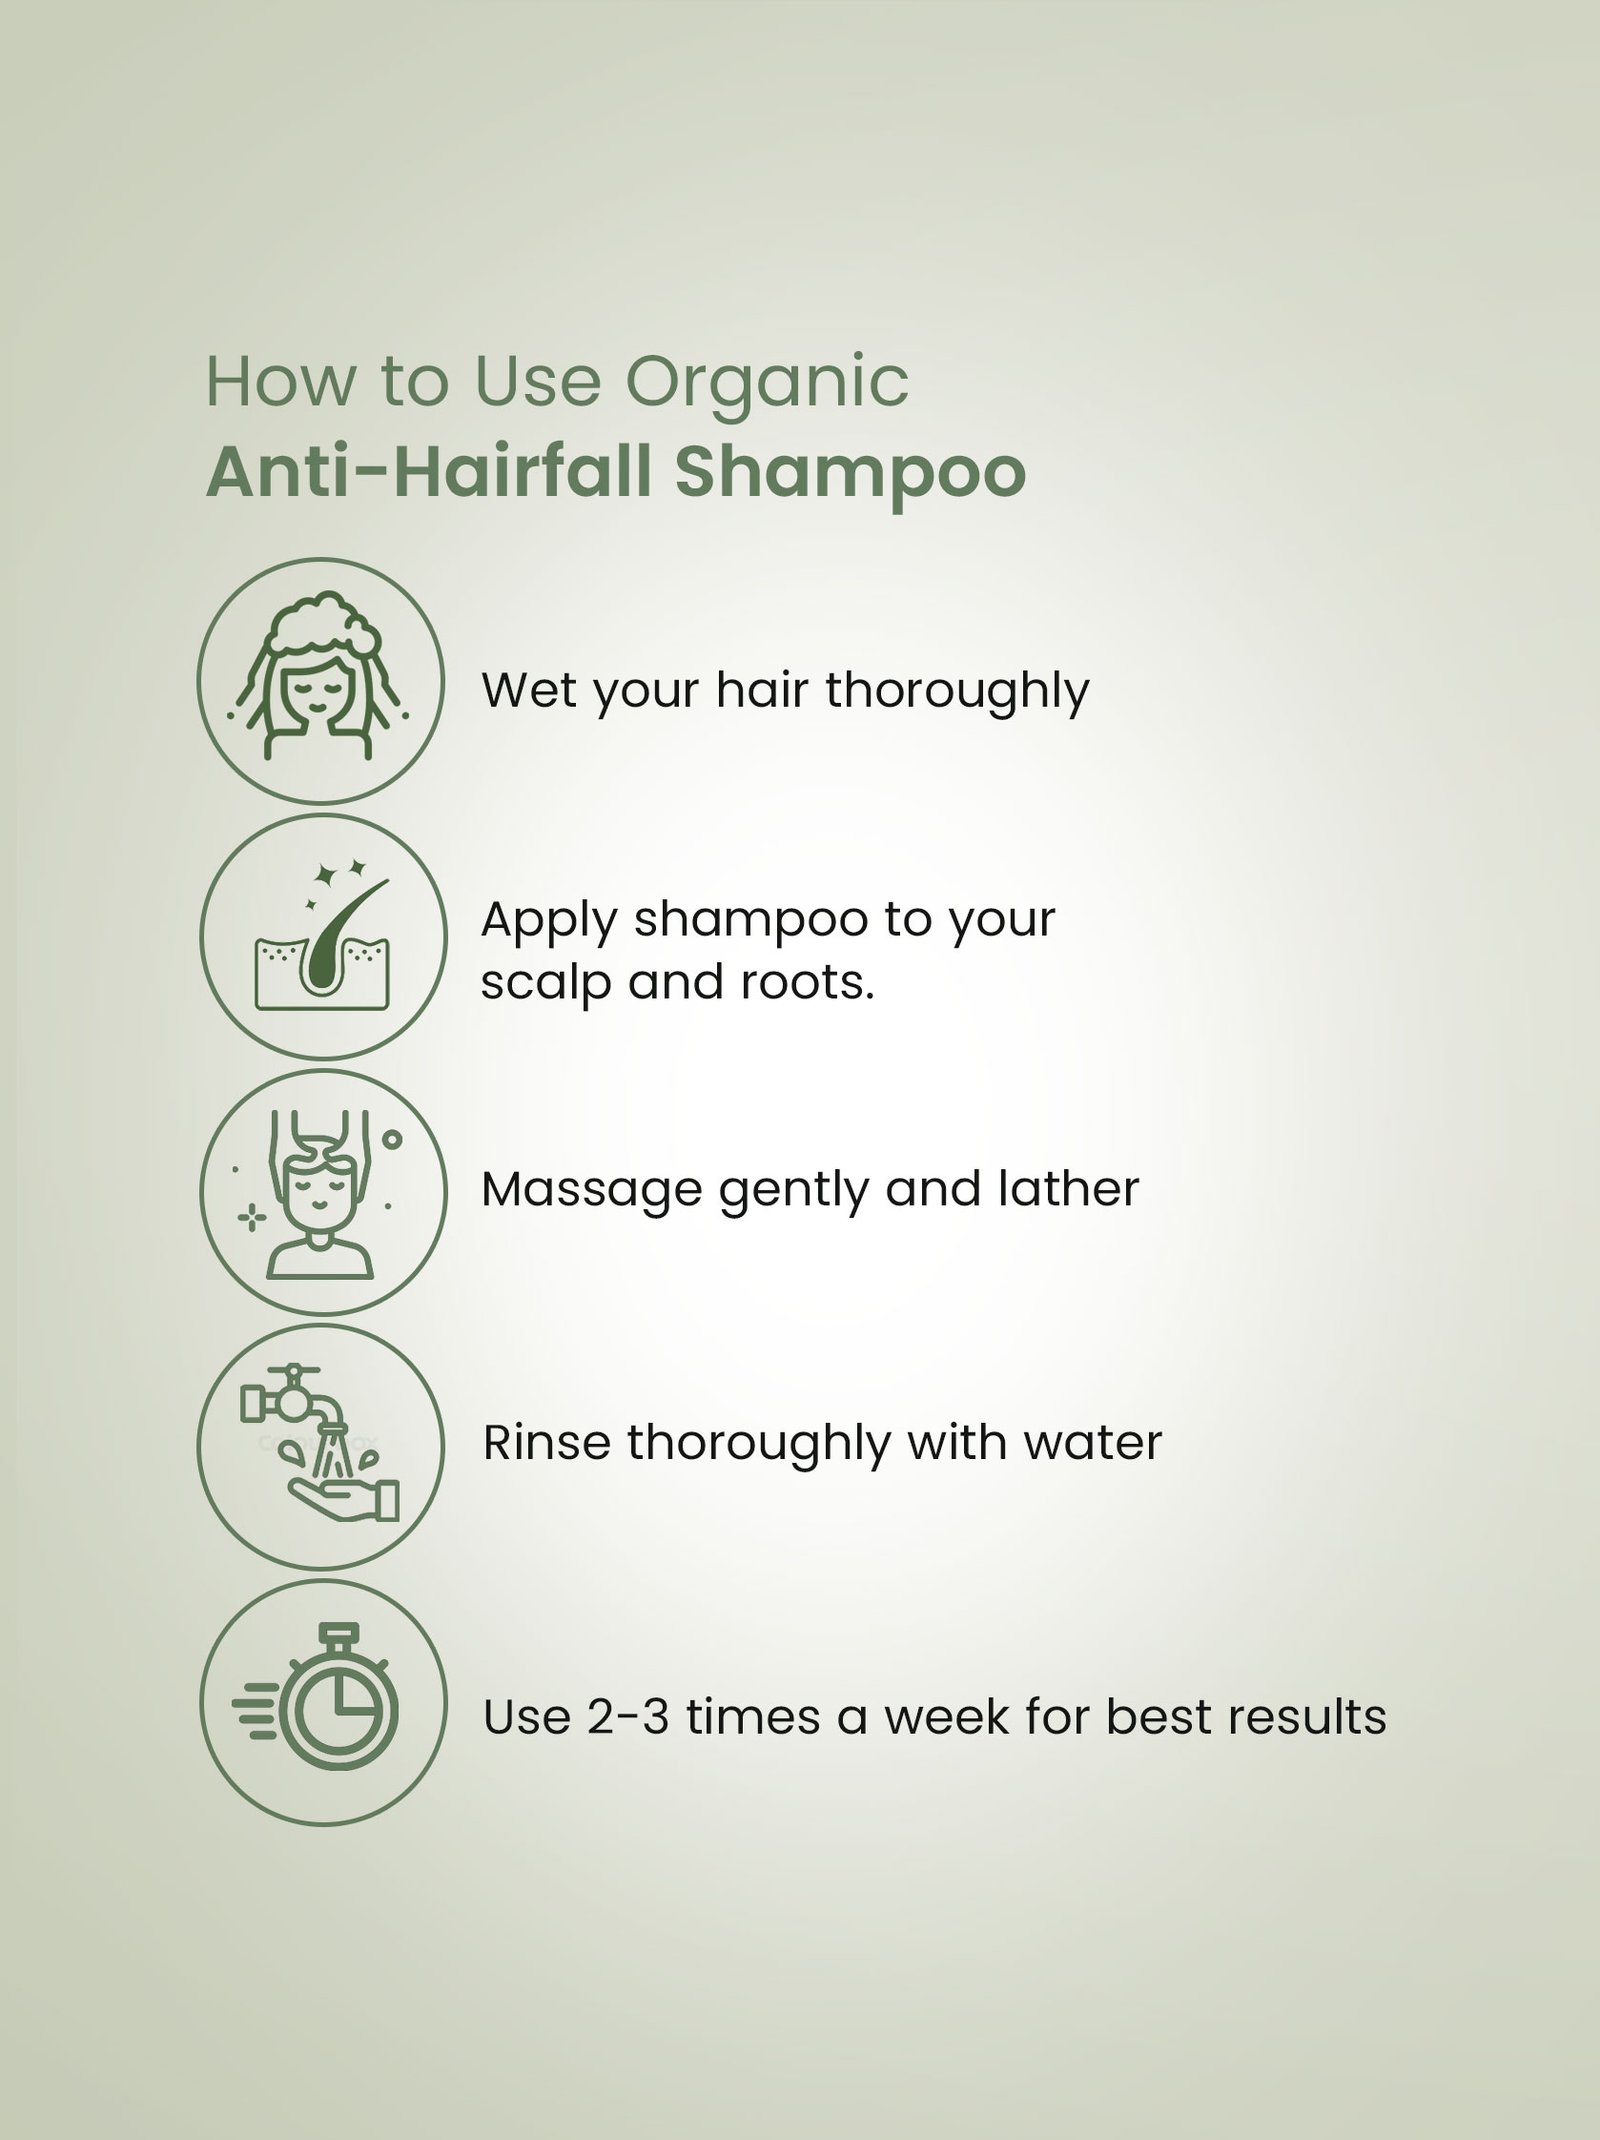 How to Use Organic
Anti-Hairfall Shampoo
Wet your hair thoroughly
Apply shampoo to your
scalp and roots.
Massage gently and lather
Rinse thoroughly with water
Use 2-3 times a week for best results